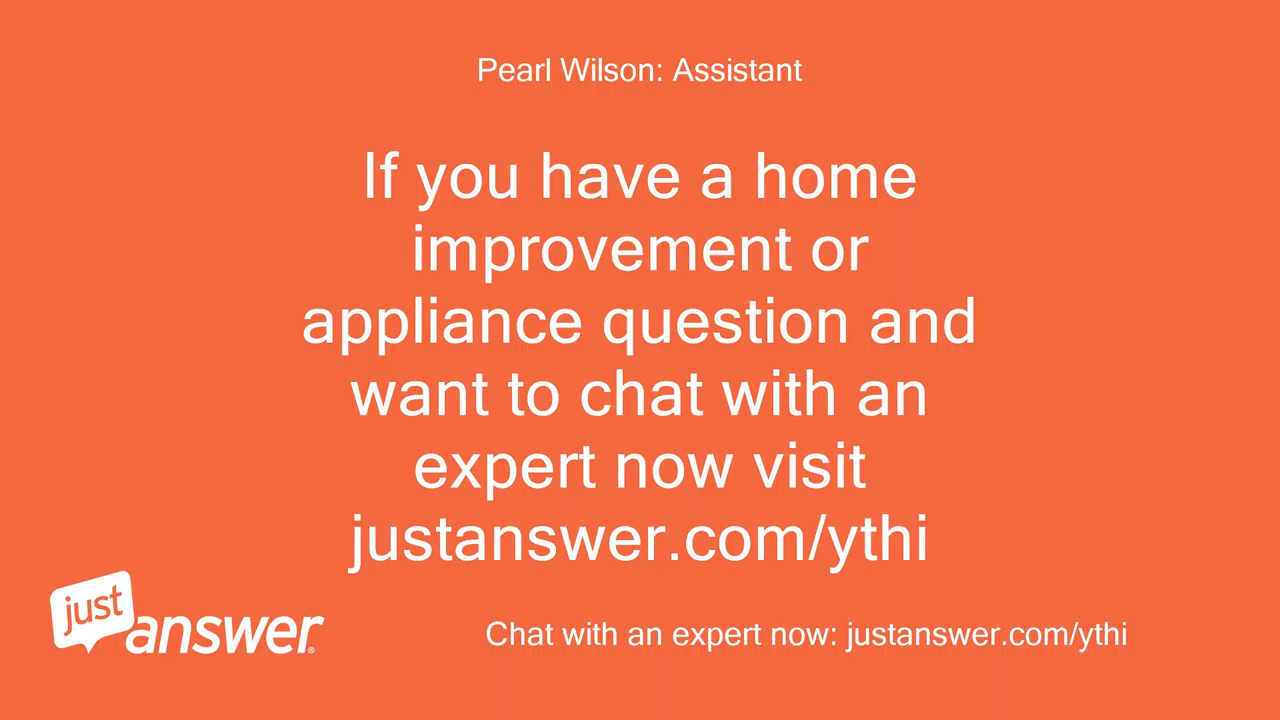 Pearl Wilson: Assistant
If you have a home
improvement or
appliance question and
want to chat with an
expert now visit
justanswer.com/ythi
just
answer®
Chat with an expert now: justanswer.com/ythi